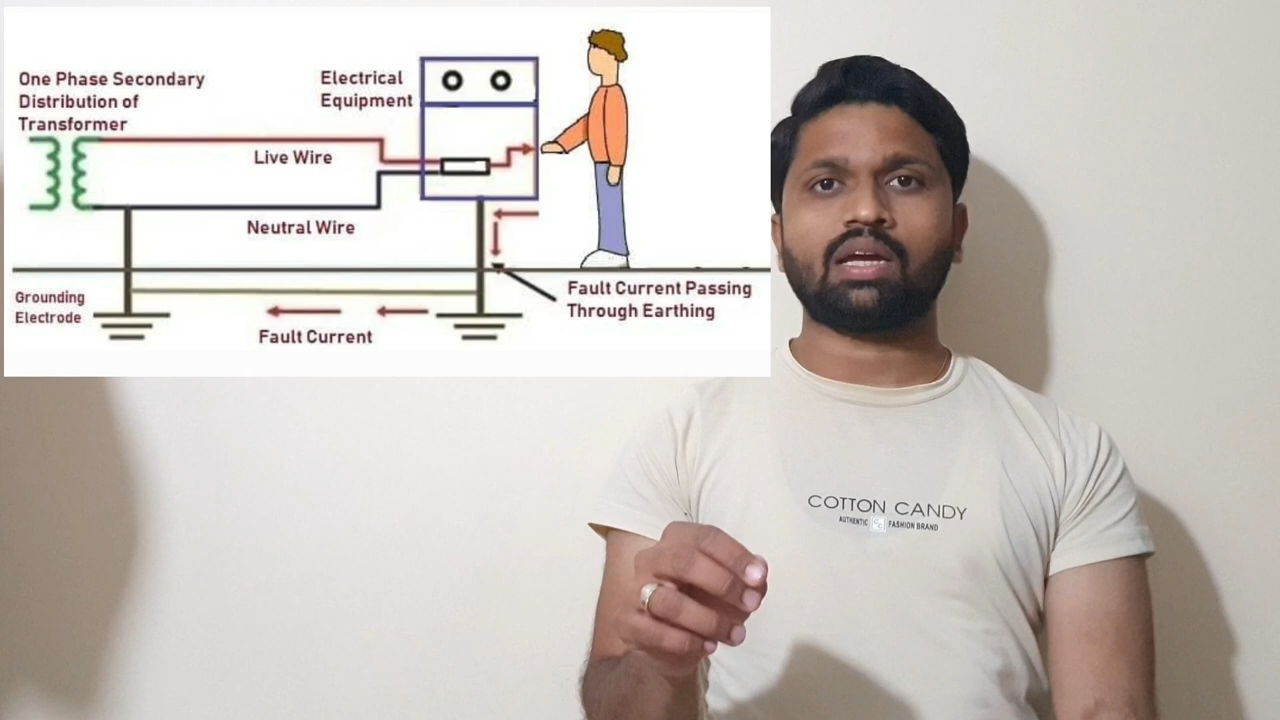 One Phase Secondary
Distribution of
Transformer
Electrical
Equipment
Live Wire
Neutral Wire
Grounding
Electrode
Fault Current Passing
Through Earthing
Fault Current
COTTON CANDY
AUTHENTIC
FASHION BRAND